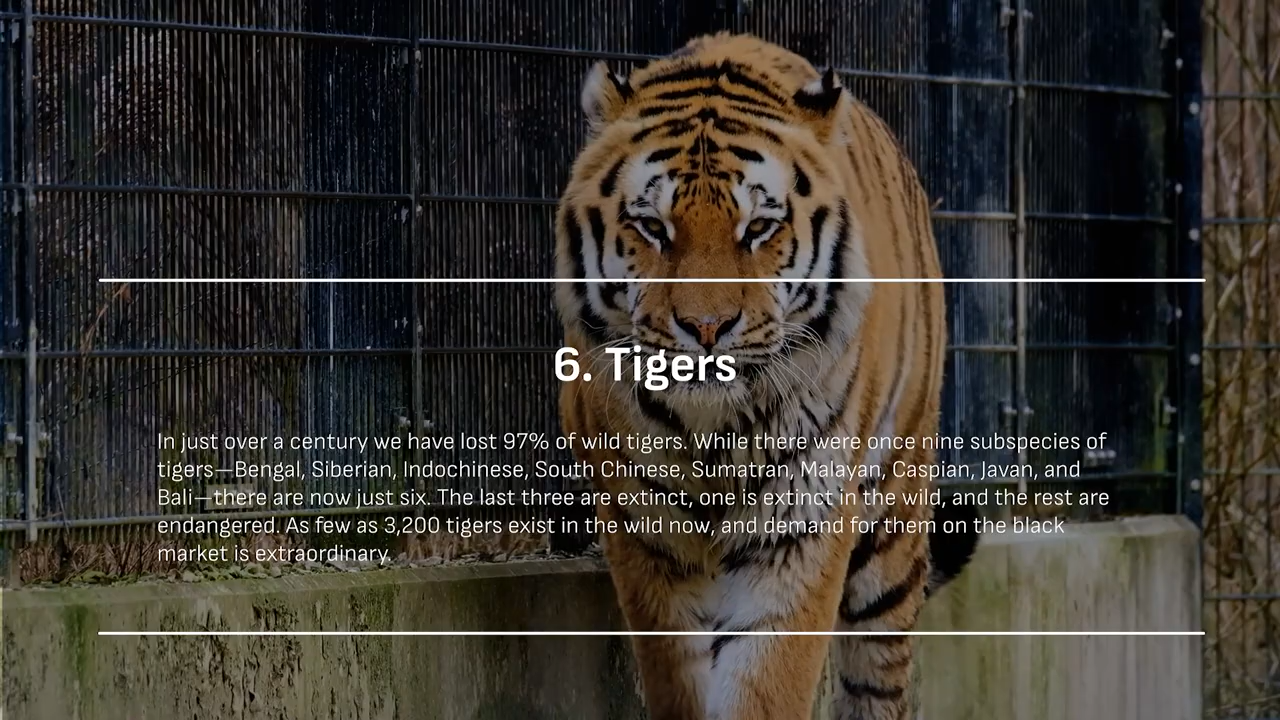 6. Tigers
In just over a century we have lost 97% of wild tigers. While there were once nine subspecies of
tigers—Bengal, Siberian, Indochinese, South Chinese, Sumatran, Malayan, Caspian, Javan, and
Bali—there are now just six. The last three are extinct, one is extinct in the wild, and the rest are
endangered. As few as 3,200 tigers exist in the wild now, and demand for them on the black
market is extraordinary.